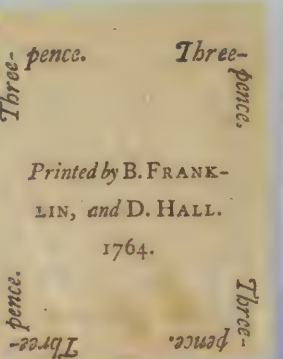 Three-
pence.
Three-
pence.
Printed by B. FRANK-
LIN, and D. HALL.
1764.
Three-
pence.
Three-
pence.